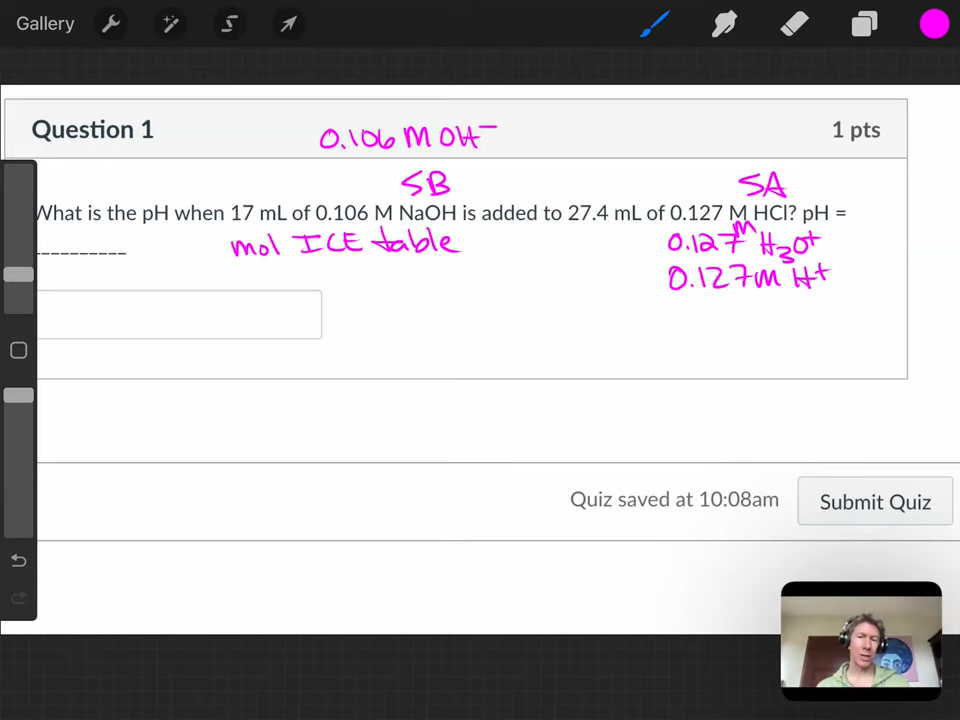 Gallery
Question 1
1 pts
0.106 M OH⁻
SB
SA
What is the pH when 17 mL of 0.106 M NaOH is added to 27.4 mL of 0.127 M HCl? pH =
__________
mol ICE table
0.127 M H₃O⁺
0.127 M H⁺
Quiz saved at 10:08am
Submit Quiz